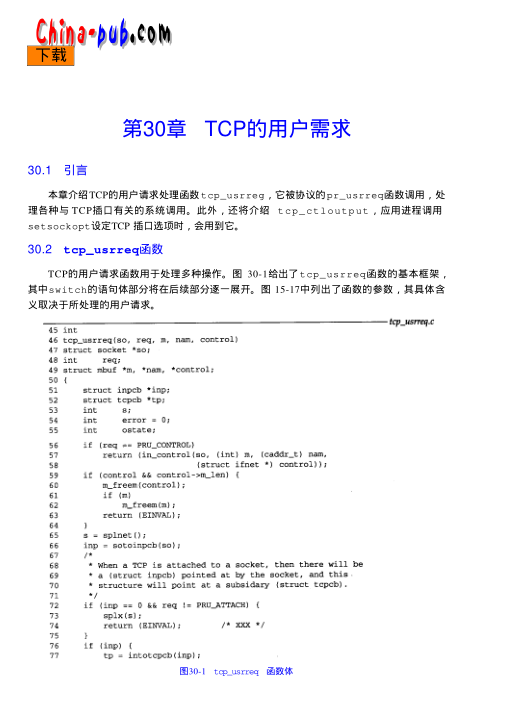 China-pub.com
下载
第30章 TCP的用户需求
30.1 引言
本章介绍TCP的用户请求处理函数tcp_usrreg，它被协议的pr_usrreq函数调用，处
理各种与 TCP插口有关的系统调用。此外，还将介绍 tcp_ctloutput，应用进程调用
setsockopt设定TCP 插口选项时，会用到它。
30.2 tcp_usrreq函数
TCP的用户请求函数用于处理多种操作。图 30-1给出了tcp_usrreq函数的基本框架，
其中switch的语句体部分将在后续部分逐一展开。图 15-17中列出了函数的参数，其具体含
义取决于所处理的用户请求。
tcp_usrreq.c
45 int
46 tcp_usrreq(so, req, m, nam, control)
47 struct socket *so;
48 int req;
49 struct mbuf *m, *nam, *control;
50 {
51 struct inpcb *inp;
52 struct tcpcb *tp;
53 int s;
54 int error = 0;
55 int ostate;
56 if (req == PRU_CONTROL)
57 return (in_control(so, (int) m, (caddr_t) nam,
58 (struct ifnet *) control));
59 if (control && control->m_len) {
60 m_freem(control);
61 if (m)
62 m_freem(m);
63 return (EINVAL);
64 }
65 s = splnet();
66 inp = sotoinpcb(so);
67 /*
68 * When a TCP is attached to a socket, then there will be
69 * a (struct inpcb) pointed at by the socket, and this
70 * structure will point at a subsidary (struct tcpcb).
71 */
72 if (inp == 0 && req != PRU_ATTACH) {
73 splx(s);
74 return (EINVAL); /* XXX */
75 }
76 if (inp) {
77 tp = intotcpcb(inp);
图30-1 tcp_usrreq 函数体